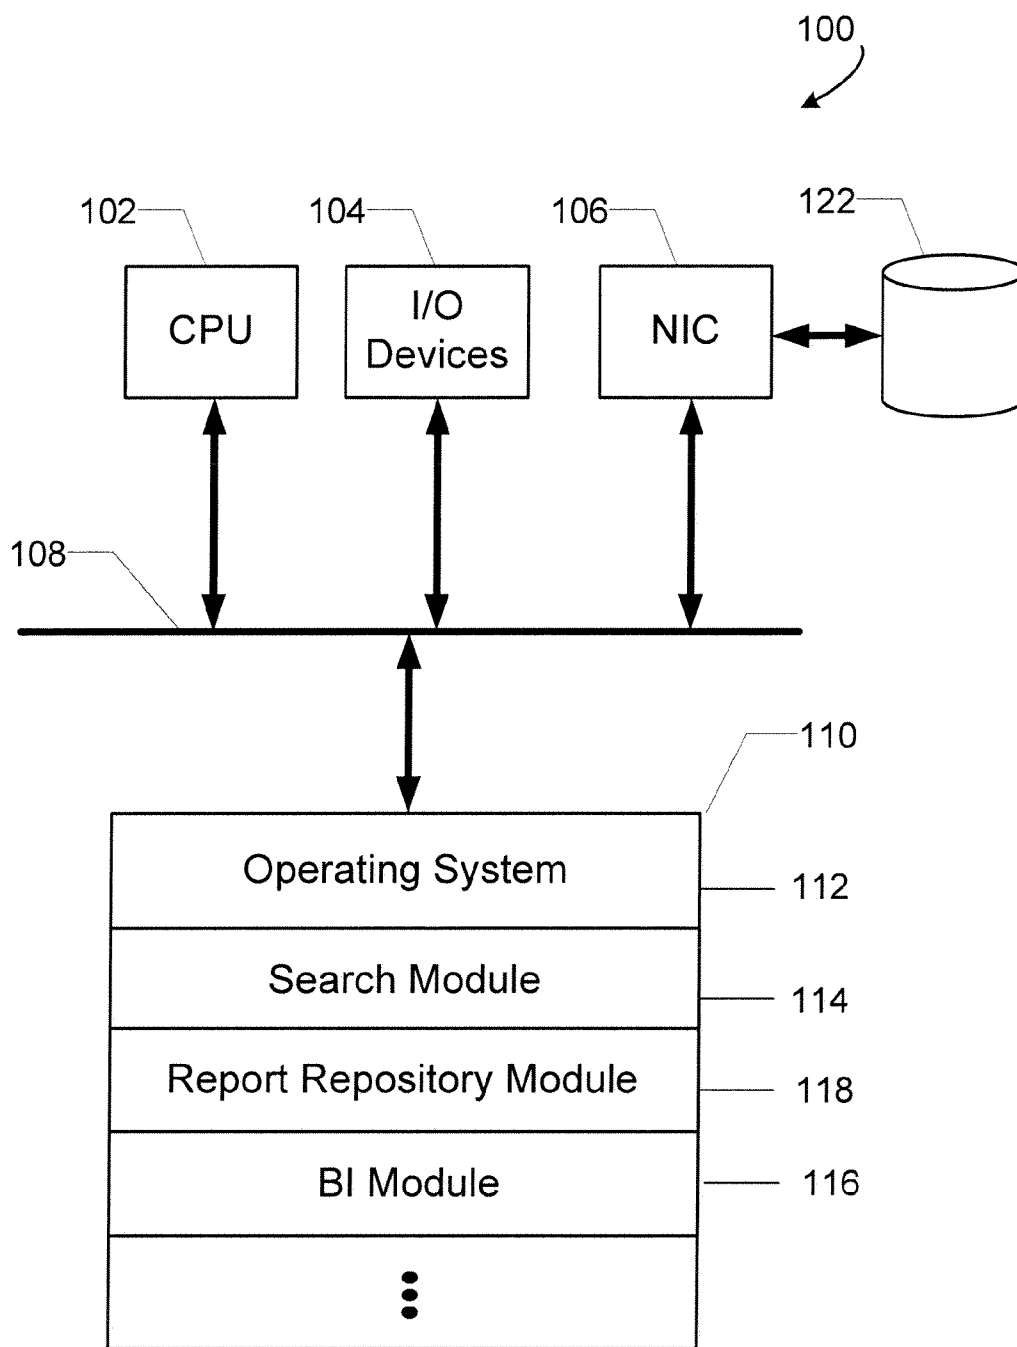 100
102
104
106
122
CPU
I/O
Devices
NIC
108
110
Operating System
112
Search Module
114
Report Repository Module
118
BI Module
116